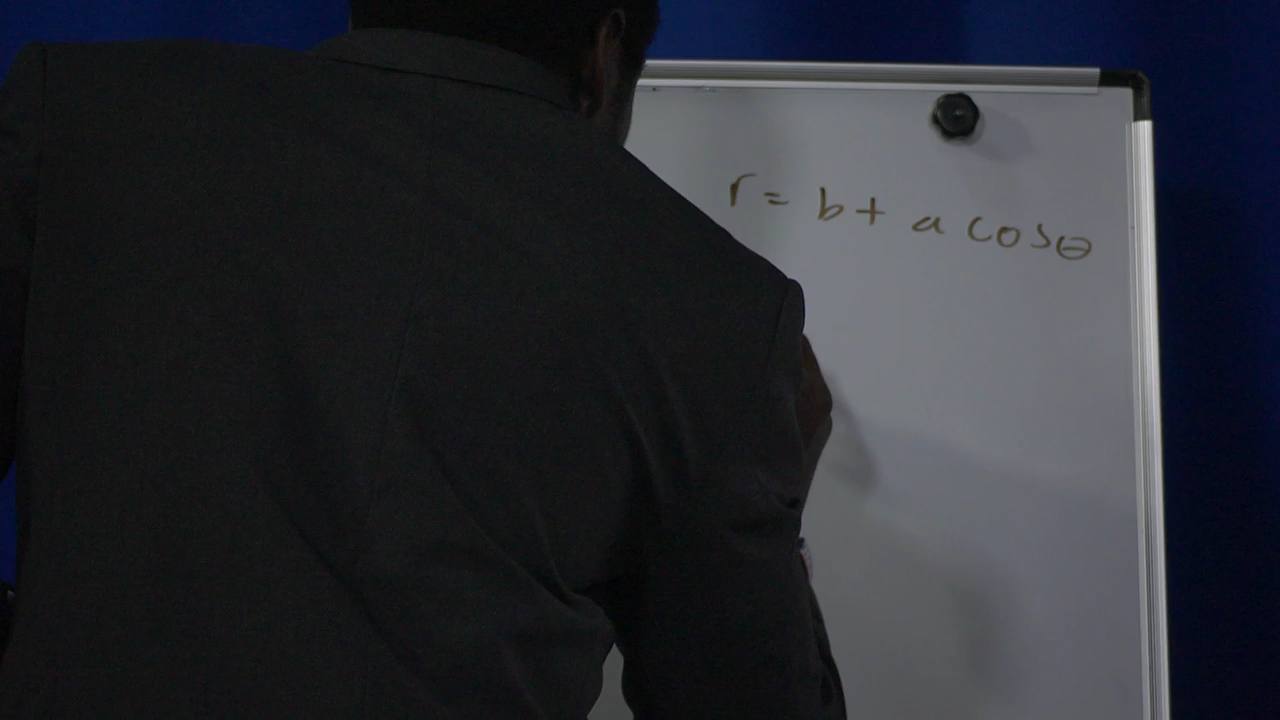 r = b + a cosθ